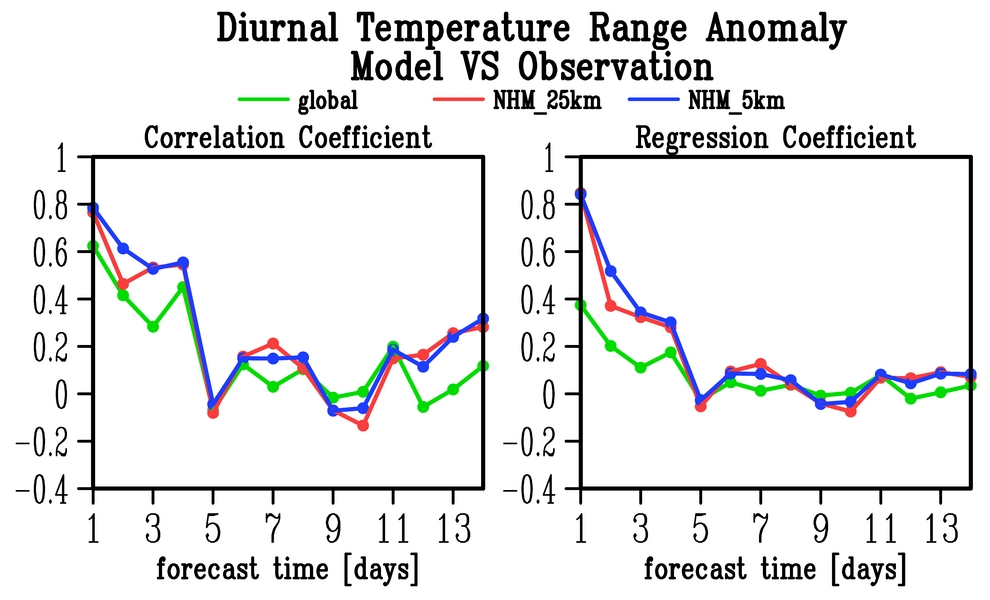 Diurnal Temperature Range Anomaly
Model VS Observation
global NHM_25km NHM_5km
Correlation Coefficient
1
0.8
0.6
0.4
0.2
0
−0.2
−0.4
1 3 5 7 9 11 13
forecast time [days]
Regression Coefficient
1
0.8
0.6
0.4
0.2
0
−0.2
−0.4
1 3 5 7 9 11 13
forecast time [days]